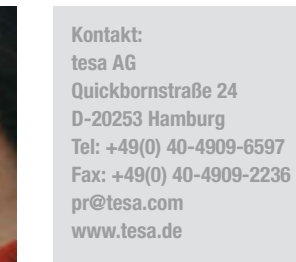 Kontakt:
tesa AG
Quickbornstraße 24
D-20253 Hamburg
Tel: +49(0) 40-4909-6597
Fax: +49(0) 40-4909-2236
pr@tesa.com
www.tesa.de